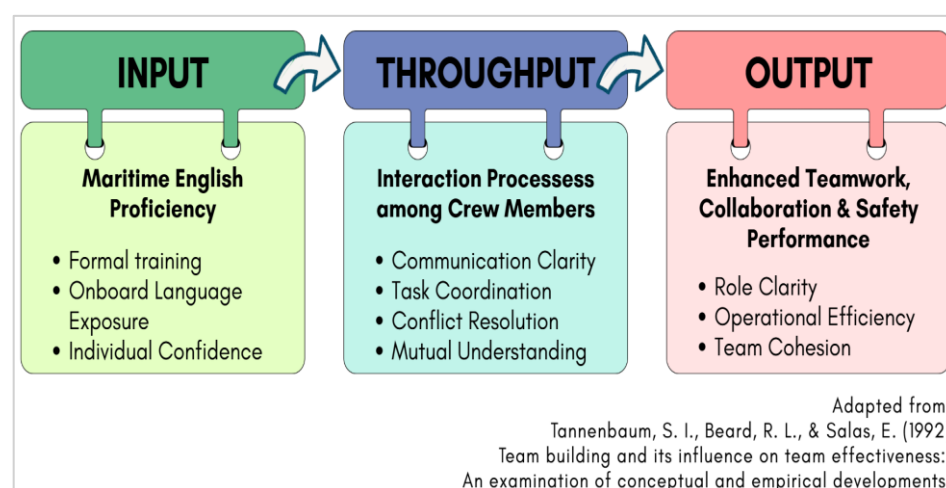 INPUT
THROUGHPUT
OUTPUT
Maritime English
Proficiency
• Formal training
• Onboard Language
Exposure
• Individual Confidence
Interaction Processess
among Crew Members
• Communication Clarity
• Task Coordination
• Conflict Resolution
• Mutual Understanding
Enhanced Teamwork,
Collaboration & Safety
Performance
• Role Clarity
• Operational Efficiency
• Team Cohesion
Adapted from
Tannenbaum, S. I., Beard, R. L., & Salas, E. (1992
Team building and its influence on team effectiveness:
An examination of conceptual and empirical developments